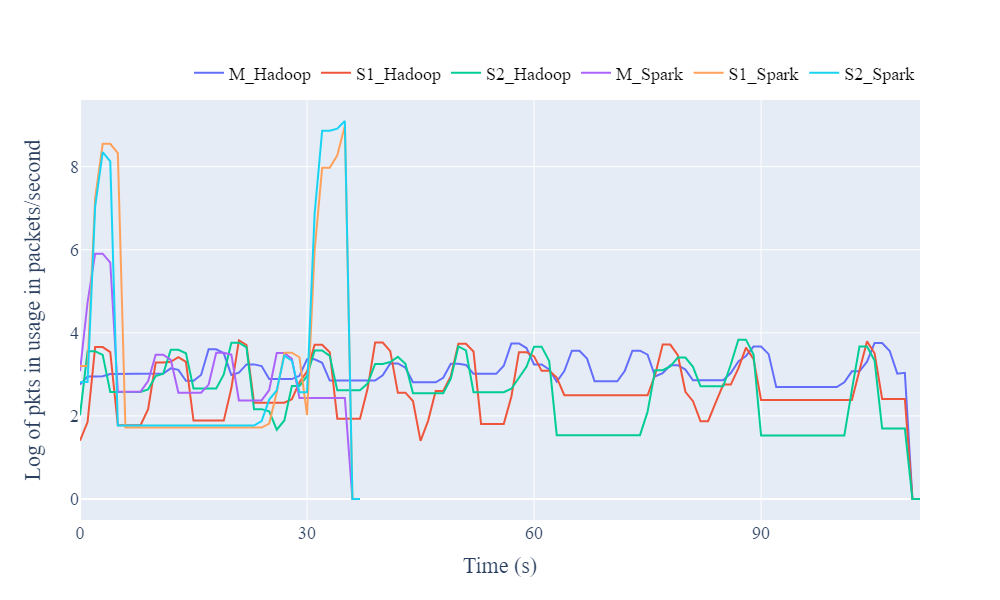 M_Hadoop S1_Hadoop S2_Hadoop M_Spark S1_Spark S2_Spark
Log of pkts in usage in packets/second
8
6
4
2
0
0 30 60 90
Time (s)